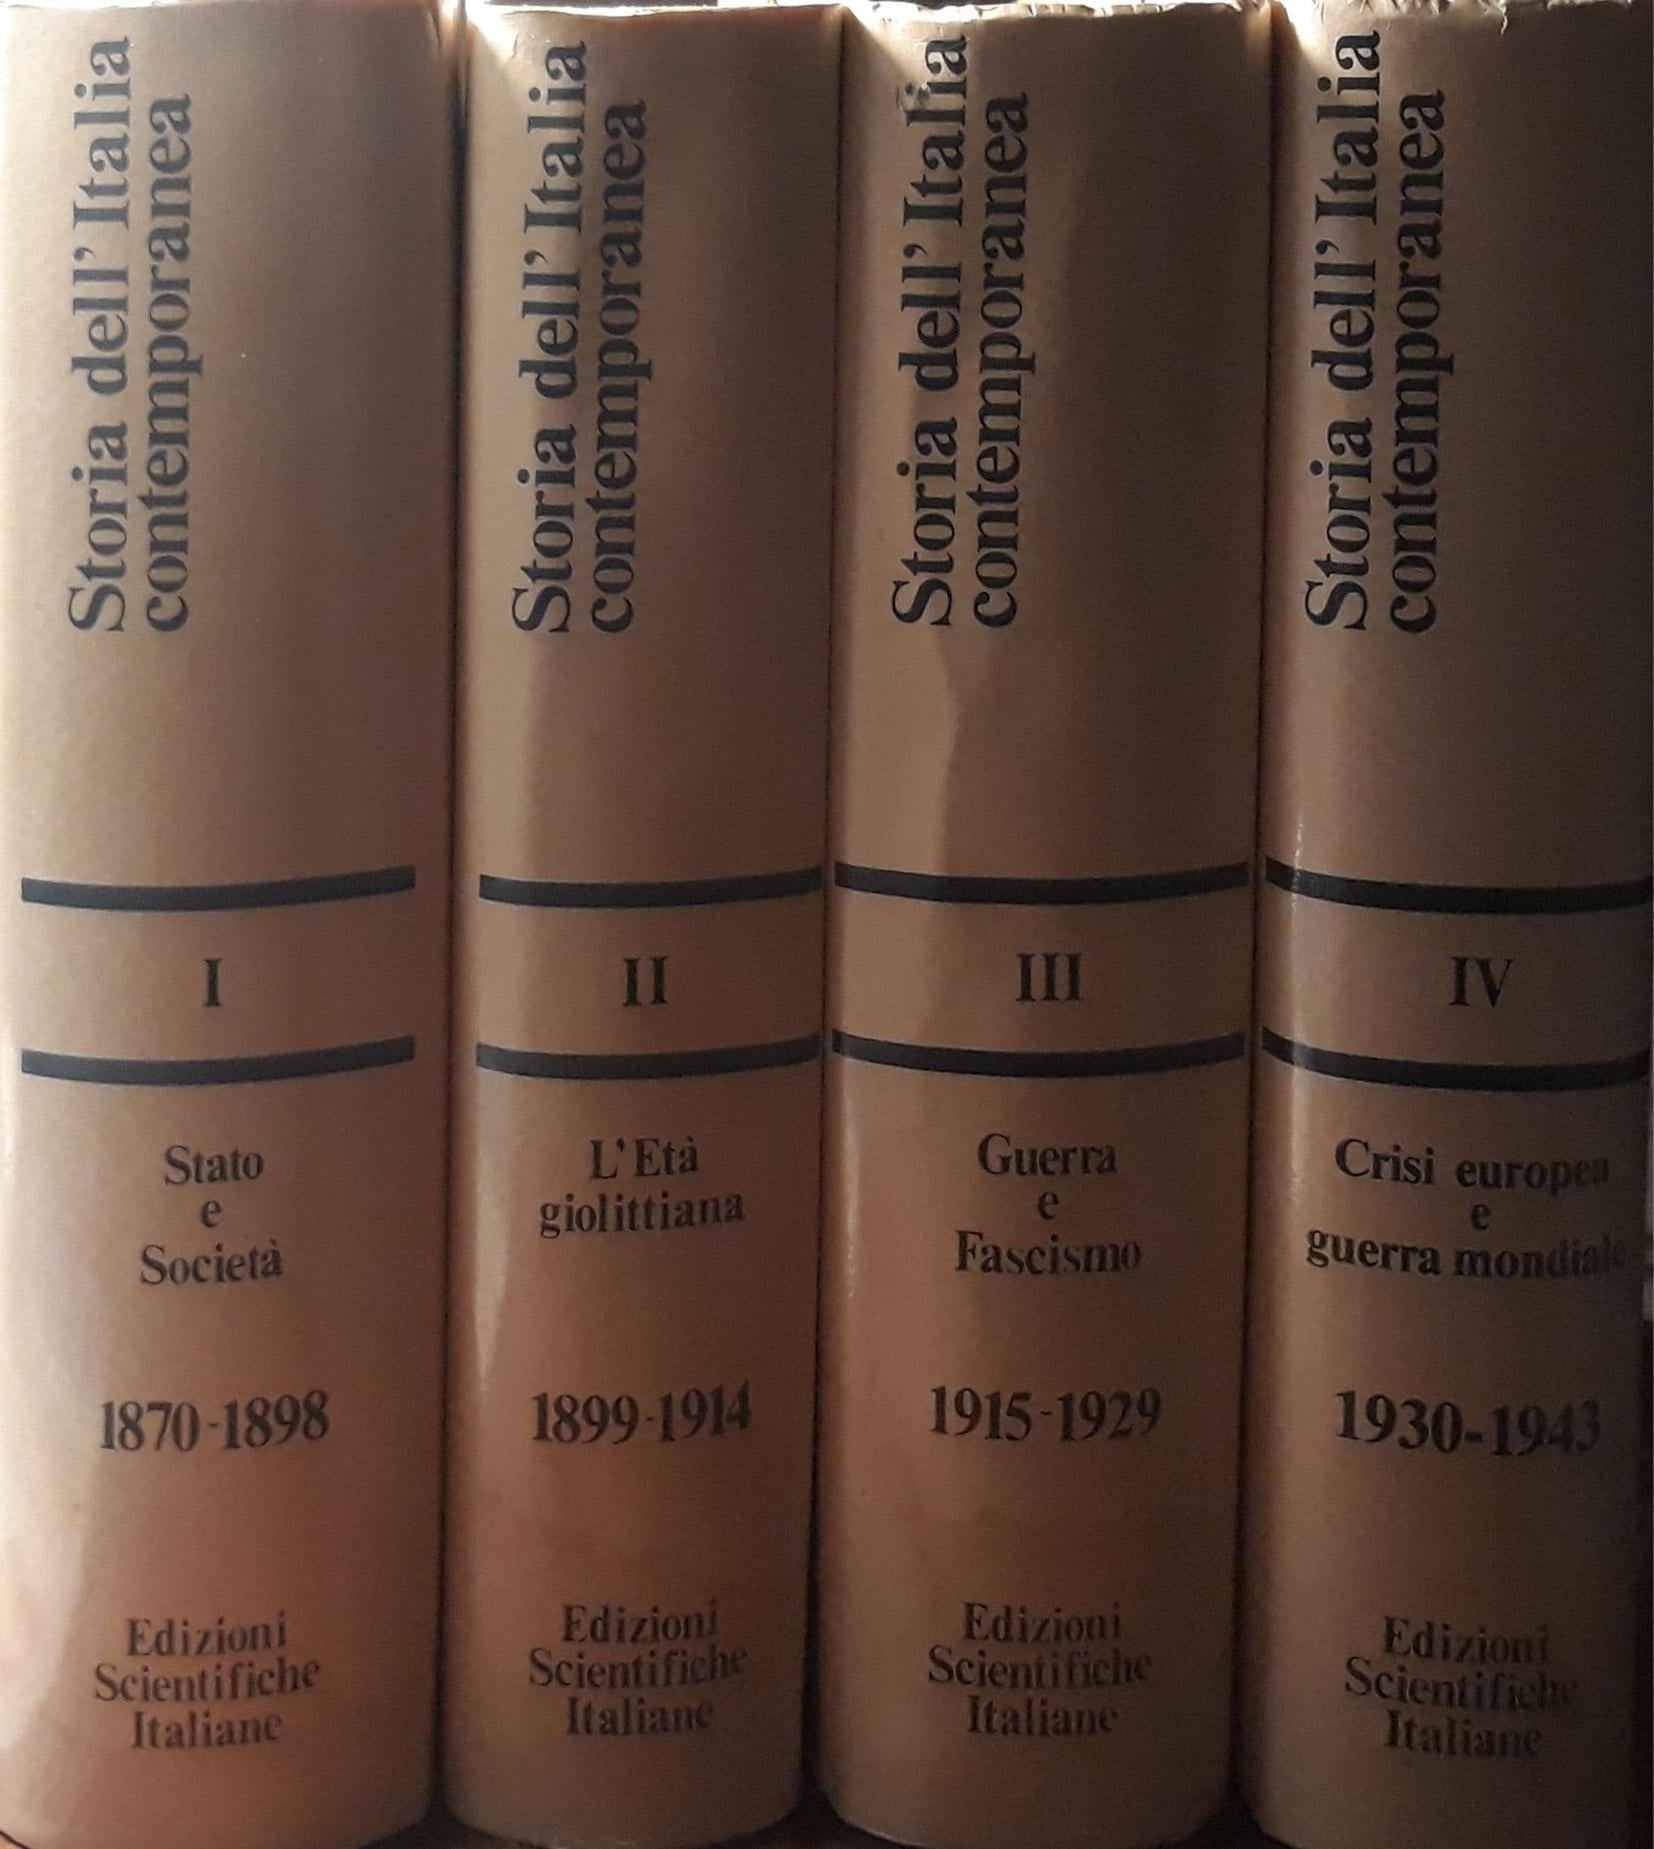 Storia dell' Italia
contemporanea
I
Stato
e
Società
1870-1898
Edizioni
Scientifiche
Italiane
Storia dell' Italia
contemporanea
II
L'Età
giolittiana
1899-1914
Edizioni
Scientifiche
Italiane
Storia dell' Italia
contemporanea
III
Guerra
e
Fascismo
1915-1929
Edizioni
Scientifiche
Italiane
Storia dell' Italia
contemporanea
IV
Crisi europea
e
guerra mondiale
1930-1943
Edizioni
Scientifiche
Italiane